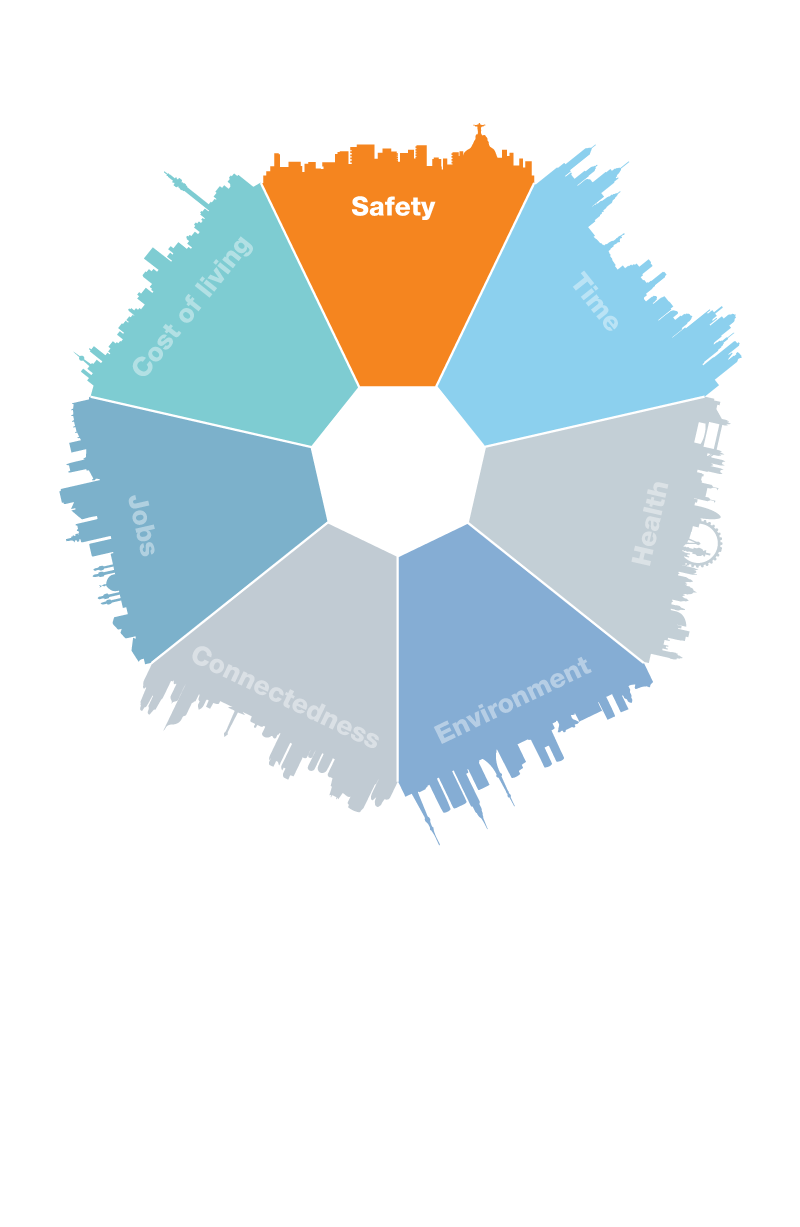 Safety
Time
Health
Environment
Connectedness
Jobs
Cost of living